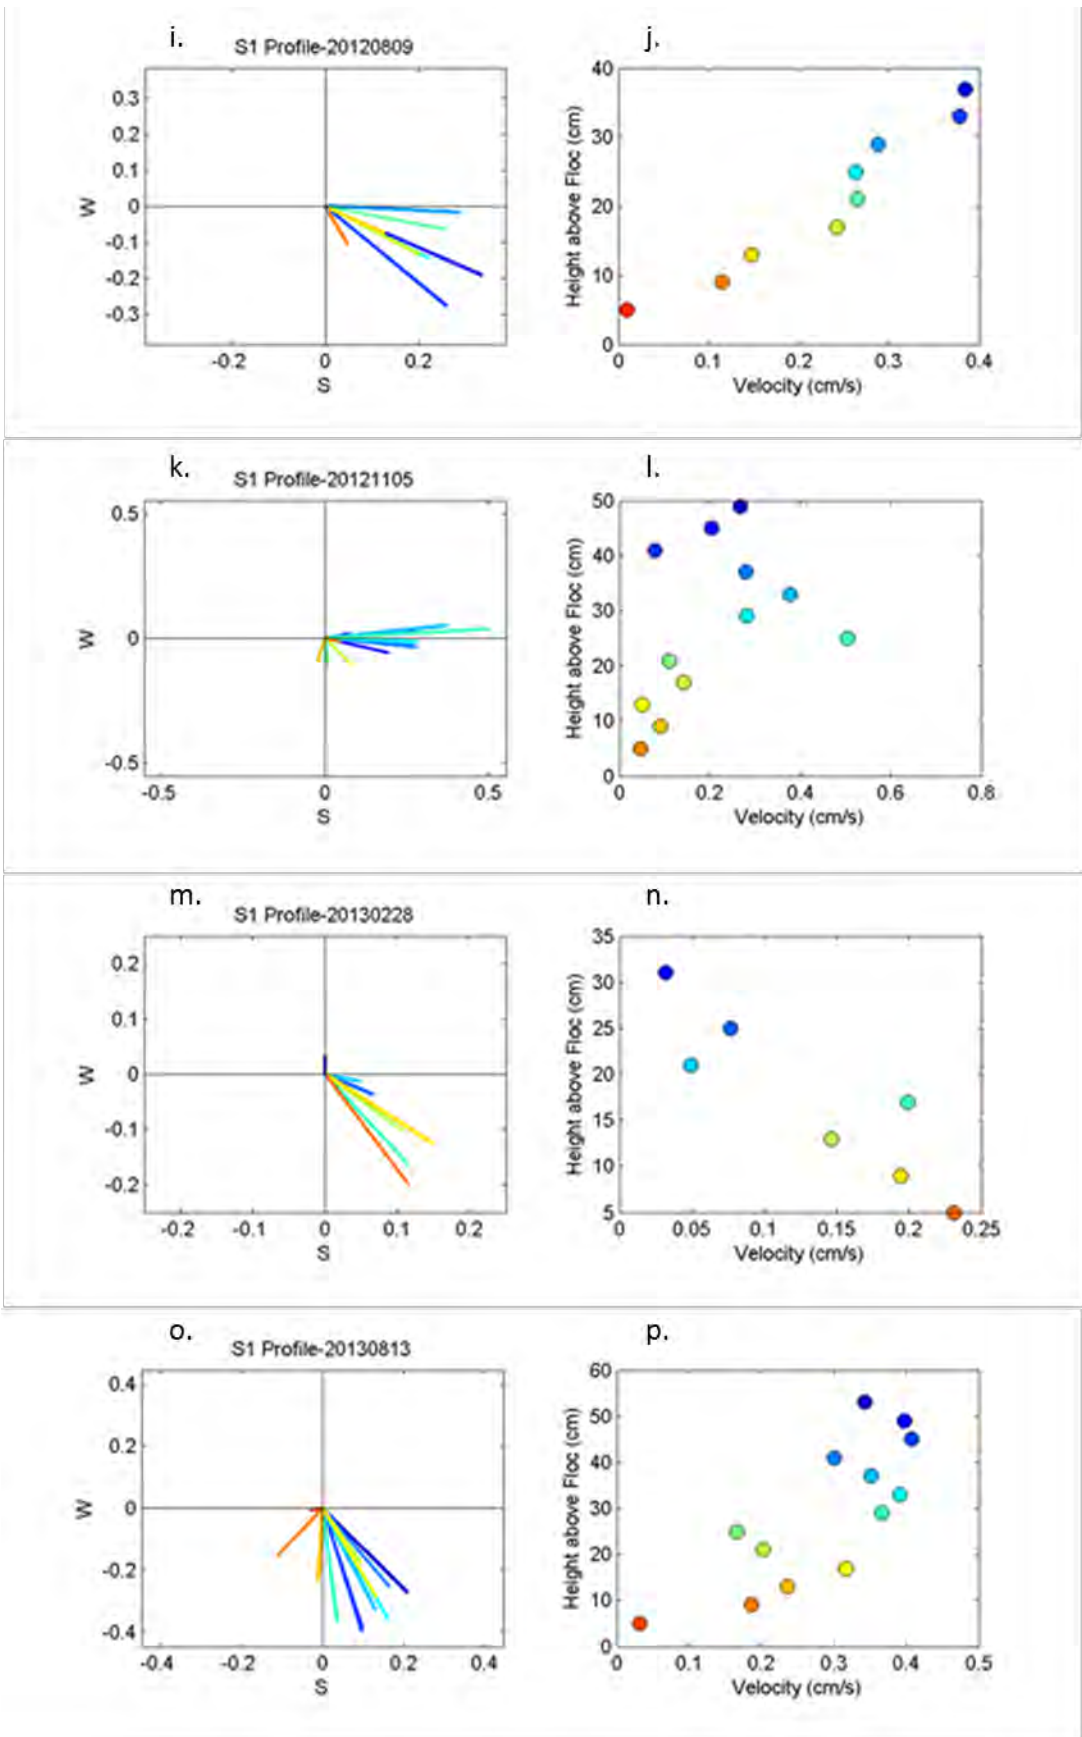 i.
S1 Profile-20120809
0.3
0.2
0.1
0
-0.1
-0.2
-0.3
W
-0.2 0 0.2
S
j.
40
30
20
10
0
Height above Floc (cm)
0 0.1 0.2 0.3 0.4
Velocity (cm/s)
k.
S1 Profile-20121105
0.5
0
-0.5
W
-0.5 0 0.5
S
l.
50
40
30
20
10
0
Height above Floc (cm)
0 0.2 0.4 0.6 0.8
Velocity (cm/s)
m.
S1 Profile-20130228
0.2
0.1
0
-0.1
-0.2
W
-0.2 -0.1 0 0.1 0.2
S
n.
35
30
25
20
15
10
5
Height above Floc (cm)
0 0.05 0.1 0.15 0.2 0.25
Velocity (cm/s)
o.
S1 Profile-20130813
0.4
0.2
0
-0.2
-0.4
W
-0.4 -0.2 0 0.2 0.4
S
p.
60
50
40
30
20
10
0
Height above Floc (cm)
0 0.1 0.2 0.3 0.4 0.5
Velocity (cm/s)